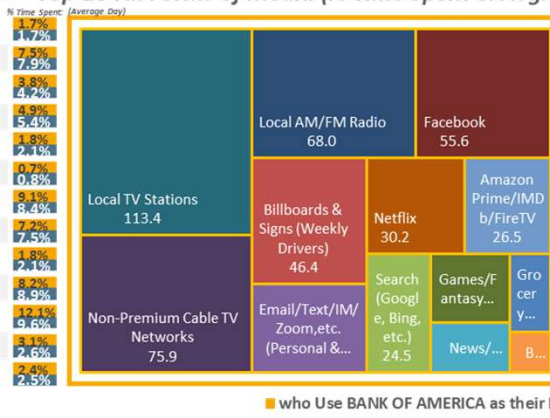 % Time Spent: (Average Day)
1.7%
1.7%
7.5%
7.9%
3.8%
4.2%
4.9%
5.4%
1.8%
2.1%
0.7%
0.8%
9.1%
8.4%
7.2%
7.5%
1.8%
2.1%
8.2%
8.9%
12.1%
9.6%
3.1%
2.6%
2.4%
2.5%
Local TV Stations
113.4
Non-Premium Cable TV
Networks
75.9
Local AM/FM Radio
68.0
Facebook
55.6
Billboards &
Signs (Weekly
Drivers)
46.4
Netflix
30.2
Amazon
Prime/IMD
b/FireTV
26.5
Email/Text/IM/
Zoom,etc.
(Personal &...
Search
(Googl
e, Bing,
etc.)
24.5
Games/F
antasy...
Gro
cer
y...
News/...
B...
who Use BANK OF AMERICA as their